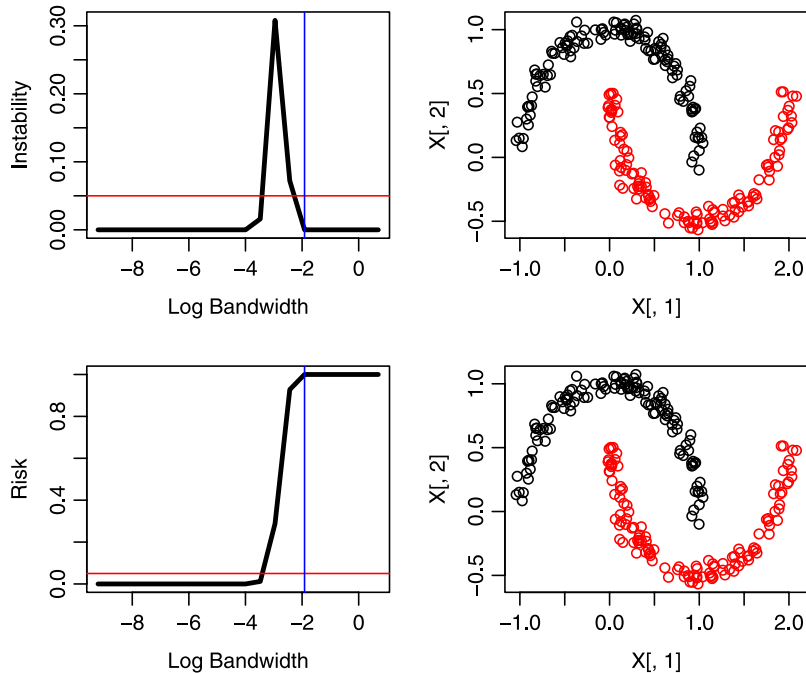 Instability
0.00 0.10 0.20 0.30
−8 −6 −4 −2 0
Log Bandwidth
X[, 2]
−0.5 0.0 0.5 1.0
−1.0 0.0 1.0 2.0
X[, 1]
Risk
0.0 0.4 0.8
−8 −6 −4 −2 0
Log Bandwidth
X[, 2]
−0.5 0.0 0.5 1.0
−1.0 0.0 1.0 2.0
X[, 1]